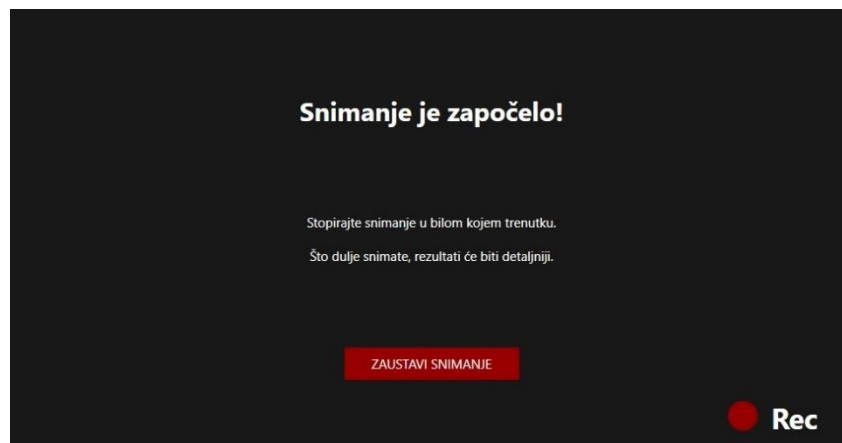 Snimanje je započelo!
Stopirajte snimanje u bilom kojem trenutku.
Što dulje snimate, rezultati će biti detaljniji.
ZAUSTAVI SNIMANJE
Rec